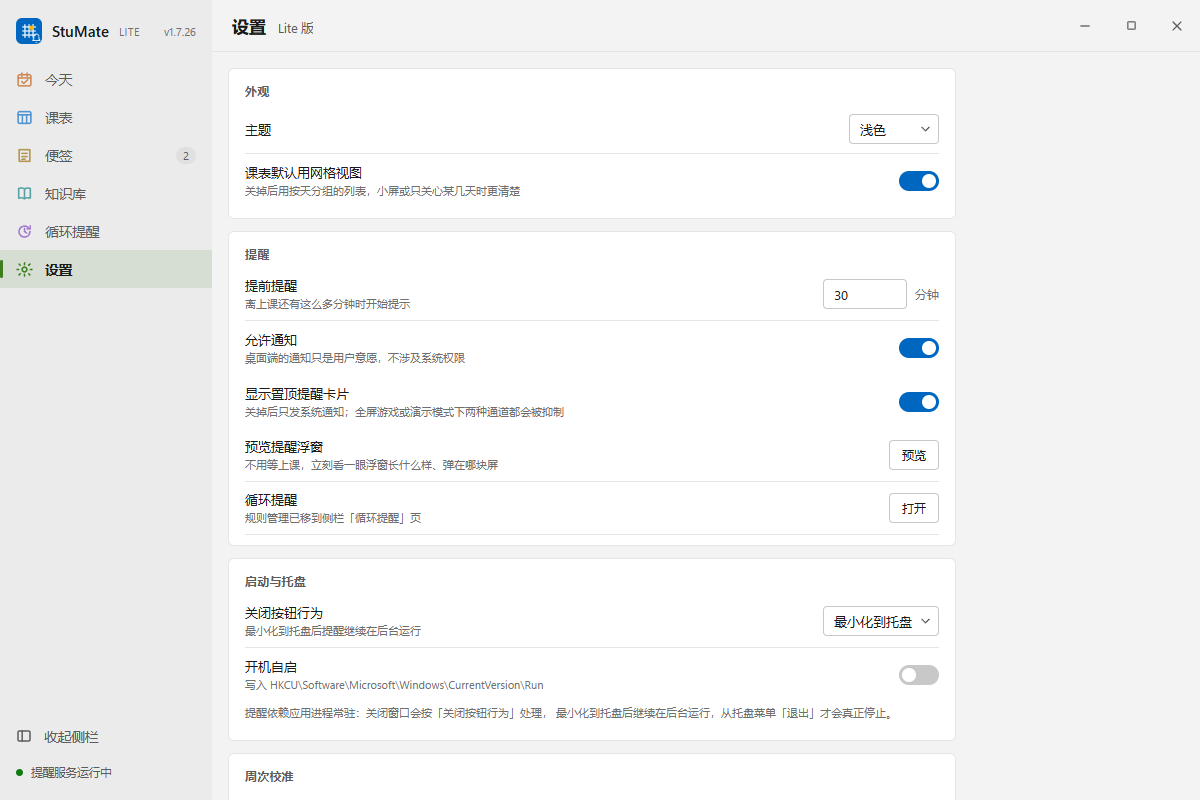 StuMate LITE v1.7.26
今天
课表
便签 2
知识库
循环提醒
设置
收起侧栏
提醒服务运行中
设置 Lite 版
外观
主题 浅色
课表默认用网格视图
关掉后用按天分组的列表，小屏或只关心某几天时更清楚
提醒
提前提醒 30 分钟
离上课还有这么多分钟时开始提示
允许通知
桌面端的通知只是用户意愿，不涉及系统权限
显示置顶提醒卡片
关掉后只发系统通知；全屏游戏或演示模式下两种通道都会被抑制
预览提醒浮窗 预览
不用等上课，立刻看一眼浮窗长什么样、弹在哪块屏
循环提醒 打开
规则管理已移到侧栏「循环提醒」页
启动与托盘
关闭按钮行为 最小化到托盘
最小化到托盘后提醒继续在后台运行
开机自启
写入 HKCU\Software\Microsoft\Windows\CurrentVersion\Run
提醒依赖应用进程常驻：关闭窗口会按「关闭按钮行为」处理， 最小化到托盘后继续在后台运行，从托盘菜单「退出」才会真正停止。
周次校准